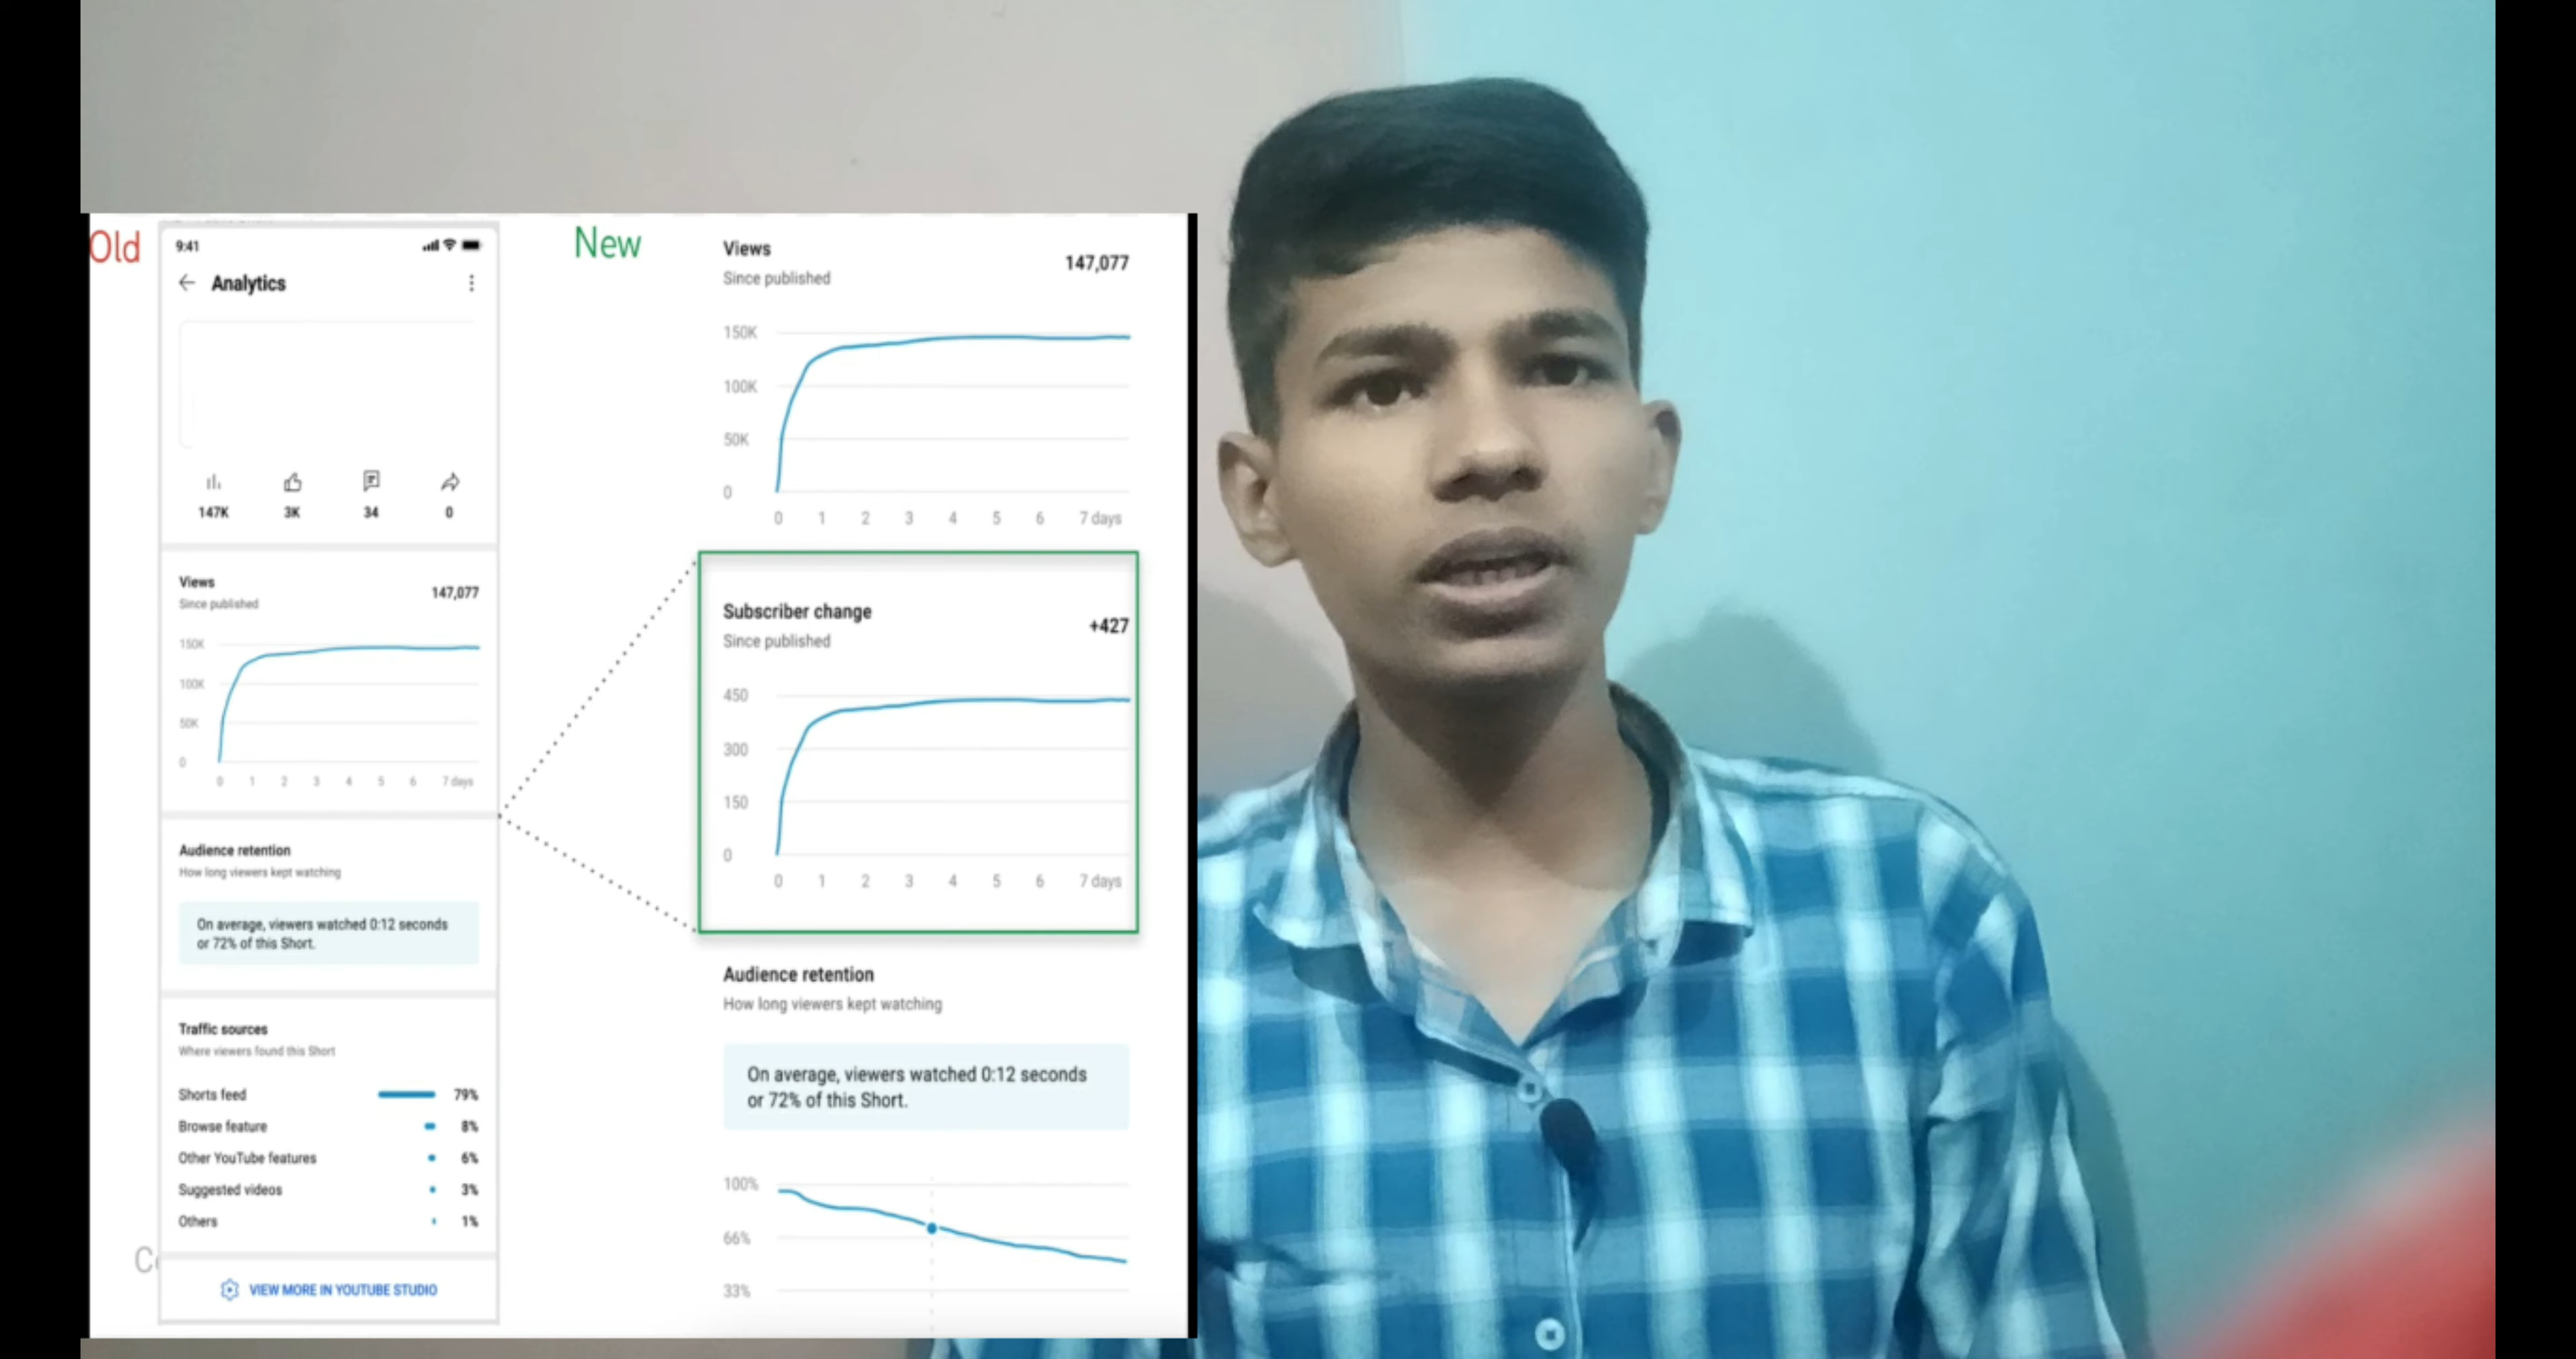 Old
9:41
Analytics
147K 3K 34 0
Views
Since published
147,077
150K
100K
50K
0
0 1 2 3 4 5 6 7 days
Audience retention
How long viewers kept watching
On average, viewers watched 0:12 seconds
or 72% of this Short.
Traffic sources
Where viewers found this Short
Shorts feed 79%
Browse feature 8%
Other YouTube features 6%
Suggested videos 3%
Others 1%
VIEW MORE IN YOUTUBE STUDIO
New
Views
Since published
147,077
150K
100K
50K
0
0 1 2 3 4 5 6 7 days
Subscriber change
Since published
+427
450
300
150
0
0 1 2 3 4 5 6 7 days
Audience retention
How long viewers kept watching
On average, viewers watched 0:12 seconds
or 72% of this Short.
100%
66%
33%